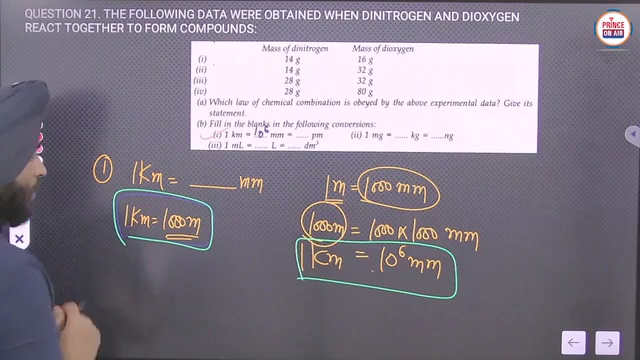 QUESTION 21. THE FOLLOWING DATA WERE OBTAINED WHEN DINITROGEN AND DIOXYGEN
REACT TOGETHER TO FORM COMPOUNDS:
PRINCE
ON AIR
Mass of dinitrogen Mass of dioxygen
(i) 14 g 16 g
(ii) 14 g 32 g
(iii) 28 g 32 g
(iv) 28 g 80 g
(a) Which law of chemical combination is obeyed by the above experimental data? Give its
statement.
(b) Fill in the blanks in the following conversions:
(i) 1 km = 10⁶ mm = ...... pm (ii) 1 mg = ...... kg = ......ng
(iii) 1 mL = ...... L = ...... dm³
① 1Km = ____ mm
1Km = 1000m
1m = 1000 mm
1000m = 1000 × 1000 mm
1Km = 10⁶ mm